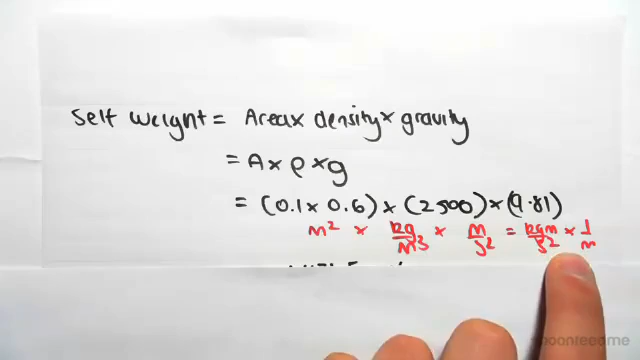 Self Weight = Area x density x gravity
= A x ρ x g
= (0.1 x 0.6) x (2500) x (9.81)
m² x kg/m³ x m/s² = kgm/s² x 1/m